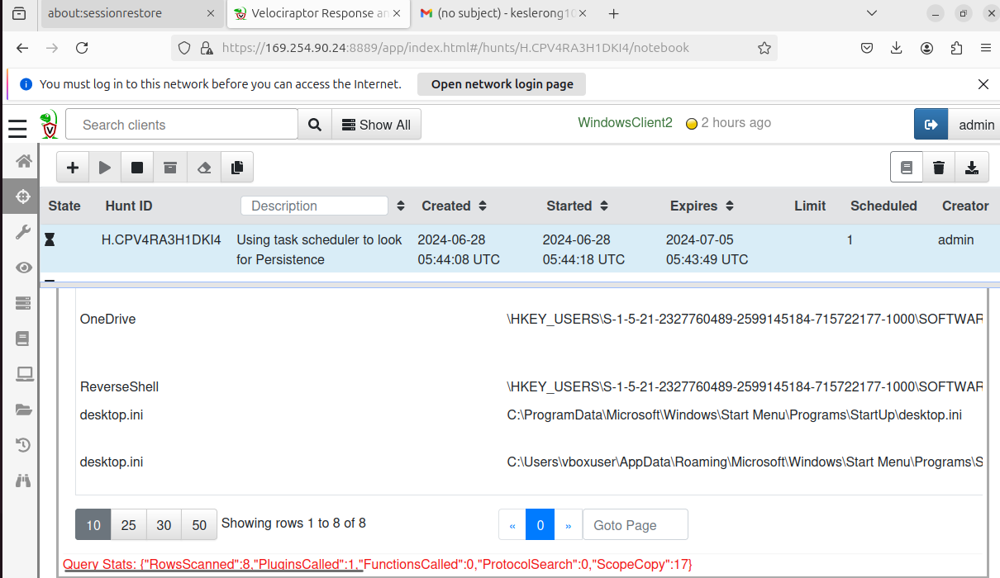 about:sessionrestore
Velociraptor Response an
(no subject) - keslerong10
https://169.254.90.24:8889/app/index.html#/hunts/H.CPV4RA3H1DKI4/notebook
You must log in to this network before you can access the Internet.
Open network login page
Search clients
Show All
WindowsClient2
2 hours ago
admin
State
Hunt ID
Description
Created
Started
Expires
Limit
Scheduled
Creator
H.CPV4RA3H1DKI4
Using task scheduler to look
for Persistence
2024-06-28
05:44:08 UTC
2024-06-28
05:44:18 UTC
2024-07-05
05:43:49 UTC
1
admin
OneDrive
\HKEY_USERS\S-1-5-21-2327760489-2599145184-715722177-1000\SOFTWAR
ReverseShell
\HKEY_USERS\S-1-5-21-2327760489-2599145184-715722177-1000\SOFTWAR
desktop.ini
C:\ProgramData\Microsoft\Windows\Start Menu\Programs\StartUp\desktop.ini
desktop.ini
C:\Users\vboxuser\AppData\Roaming\Microsoft\Windows\Start Menu\Programs\S
10
25
30
50
Showing rows 1 to 8 of 8
«
0
»
Goto Page
Query Stats: {"RowsScanned":8,"PluginsCalled":1,"FunctionsCalled":0,"ProtocolSearch":0,"ScopeCopy":17}